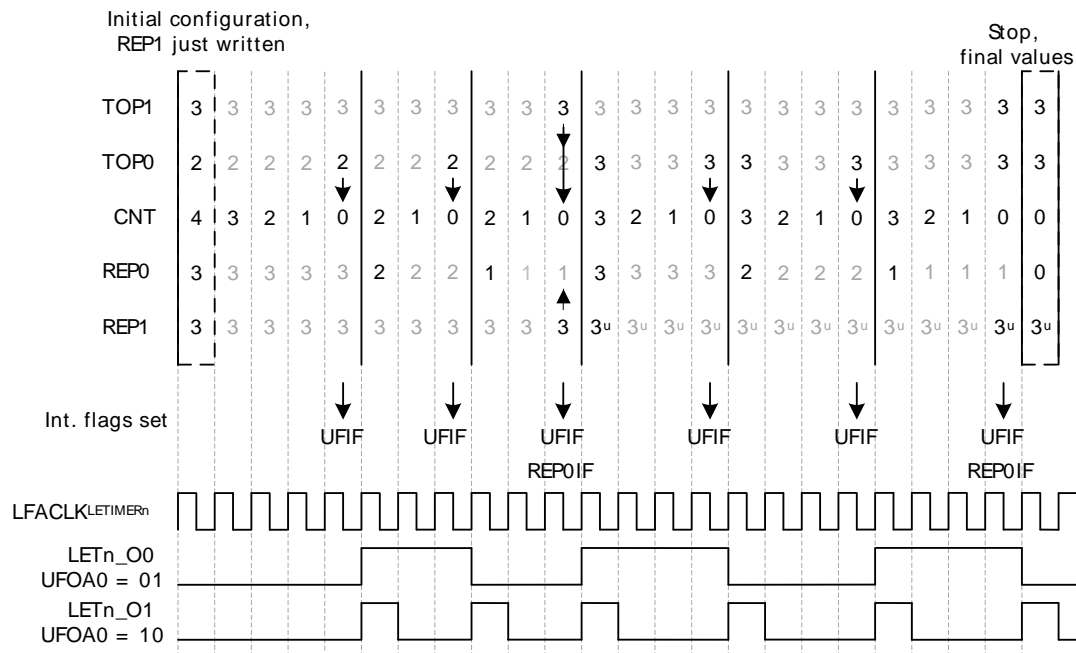 Initial configuration,
REP1 just written
Stop,
final values
TOP1 3 3 3 3 3 3 3 3 3 3 3 3 3 3 3 3 3 3 3 3 3 3 3 3
TOP0 2 2 2 2 2 2 2 2 2 2 2 3 3 3 3 3 3 3 3 3 3 3 3 3
CNT 4 3 2 1 0 2 1 0 2 1 0 3 2 1 0 3 2 1 0 3 2 1 0 0
REP0 3 3 3 3 3 2 2 2 1 1 1 3 3 3 3 2 2 2 2 1 1 1 1 0
REP1 3 3 3 3 3 3 3 3 3 3 3 3u 3u 3u 3u 3u 3u 3u 3u 3u 3u 3u 3u 3u
Int. flags set
UFIF UFIF UFIF UFIF UFIF UFIF
REP0IF REP0IF
LFACLKLETIMERn
LETn_O0
UFOA0 = 01
LETn_O1
UFOA0 = 10